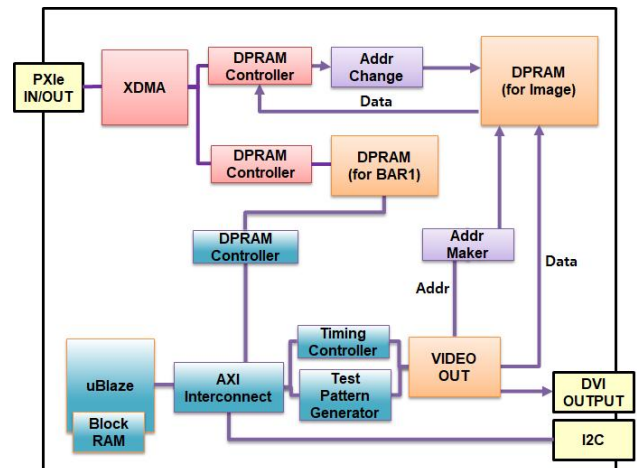 PXIe
IN/OUT
XDMA
DPRAM
Controller
Addr
Change
DPRAM
(for Image)
Data
DPRAM
Controller
DPRAM
(for BAR1)
DPRAM
Controller
Addr
Maker
Data
Addr
uBlaze
Block
RAM
AXI
Interconnect
Timing
Controller
Test
Pattern
Generator
VIDEO
OUT
DVI
OUTPUT
I2C